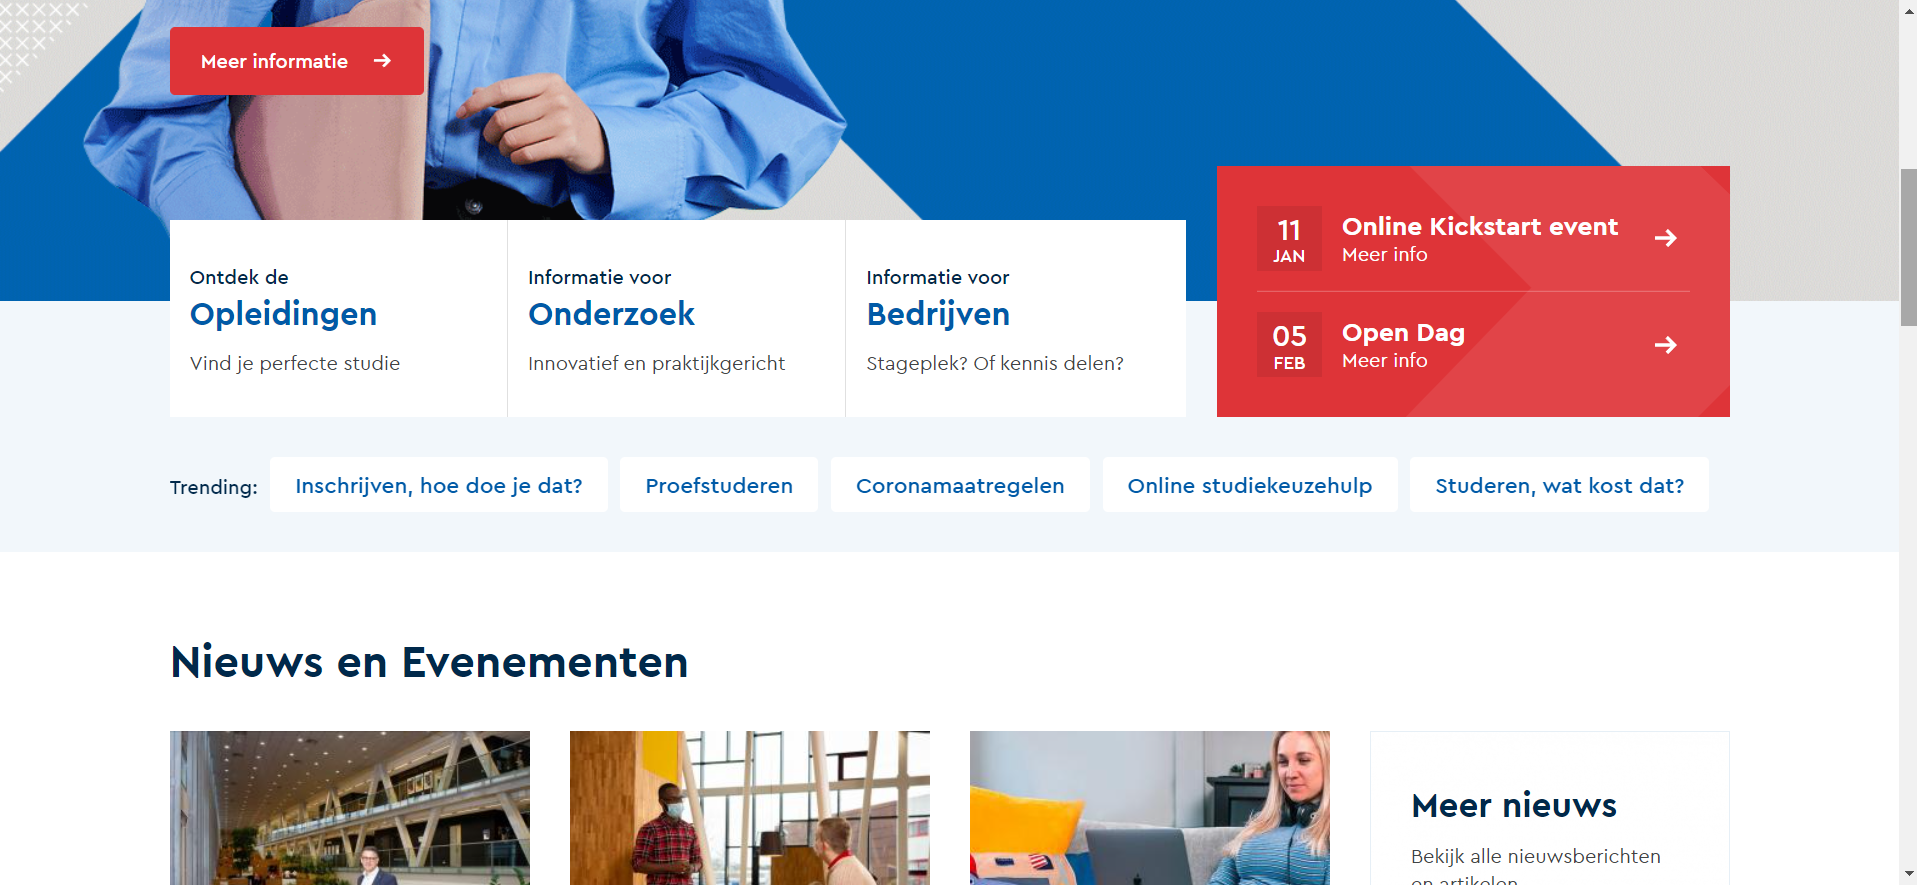 Meer informatie
Ontdek de
Opleidingen
Vind je perfecte studie
Informatie voor
Onderzoek
Innovatief en praktijkgericht
Informatie voor
Bedrijven
Stageplek? Of kennis delen?
11
JAN
Online Kickstart event
Meer info
05
FEB
Open Dag
Meer info
Trending:
Inschrijven, hoe doe je dat?
Proefstuderen
Coronamaatregelen
Online studiekeuzehulp
Studeren, wat kost dat?
Nieuws en Evenementen
Meer nieuws
Bekijk alle nieuwsberichten
en artikelen